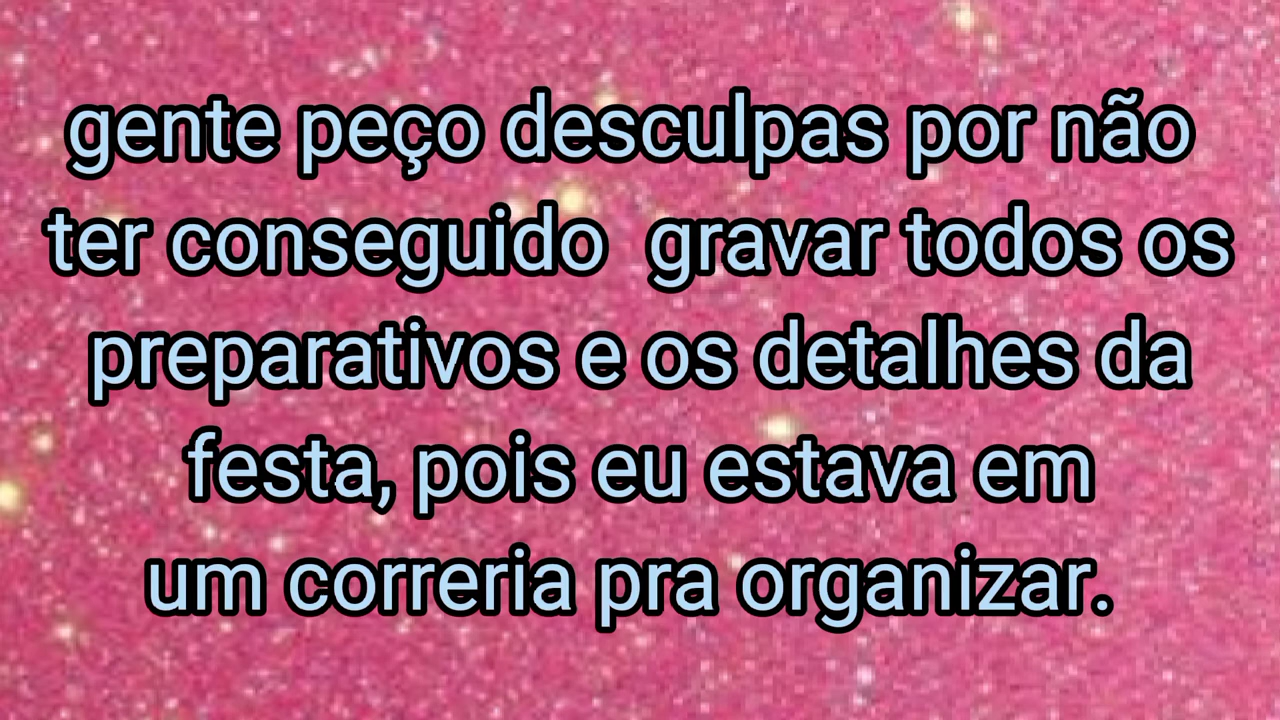 gente peço desculpas por não
ter conseguido  gravar todos os
preparativos e os detalhes da
festa, pois eu estava em
um correria pra organizar.